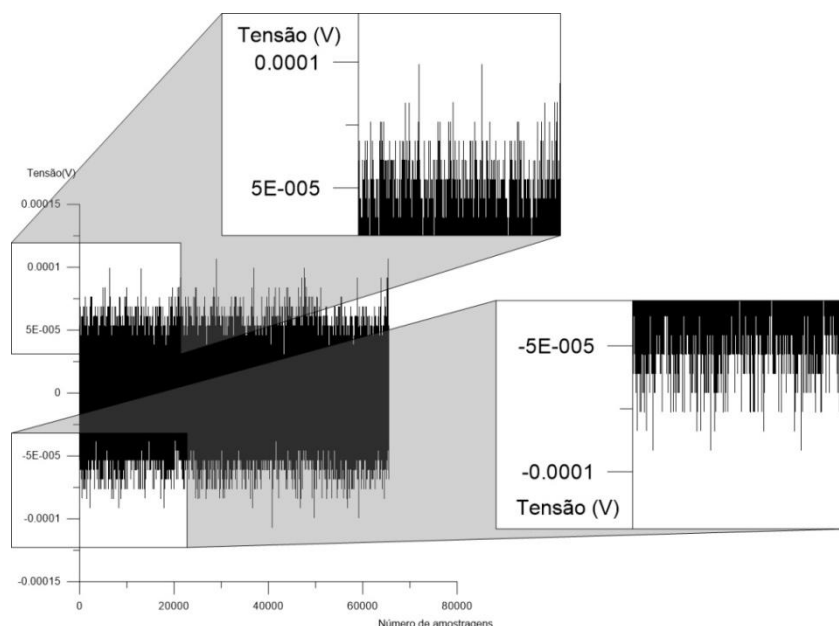 Tensão (V)
0.0001
5E-005
Tensão(V)
0.00015
0.0001
5E-005
0
-5E-005
-0.0001
-0.00015
0
20000
40000
60000
80000
Número de amostragens
-5E-005
-0.0001
Tensão (V)